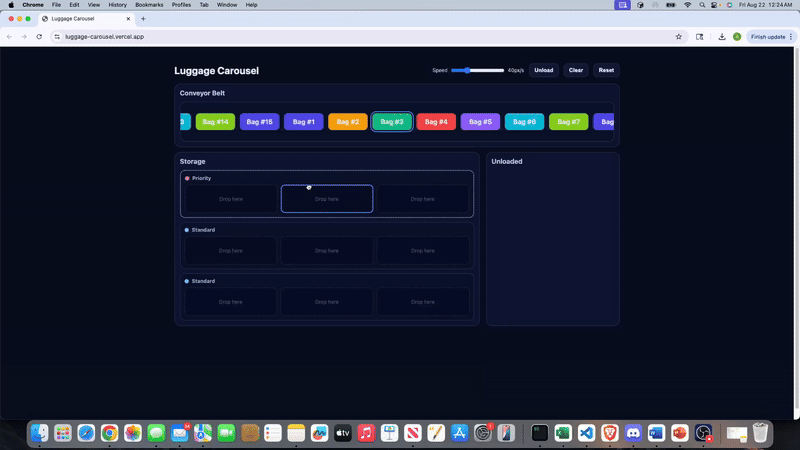 Chrome File Edit View History Bookmarks Profiles Tab Window Help
Fri Aug 22 12:24 AM
Luggage Carousel
luggage-carousel.vercel.app
Finish update
Luggage Carousel
Speed 40px/s Unload Clear Reset
Conveyor Belt
3 Bag #14 Bag #15 Bag #1 Bag #2 Bag #3 Bag #4 Bag #5 Bag #6 Bag #7 Bag
Storage
Unloaded
Priority
Drop here Drop here Drop here
Standard
Drop here Drop here Drop here
Standard
Drop here Drop here Drop here